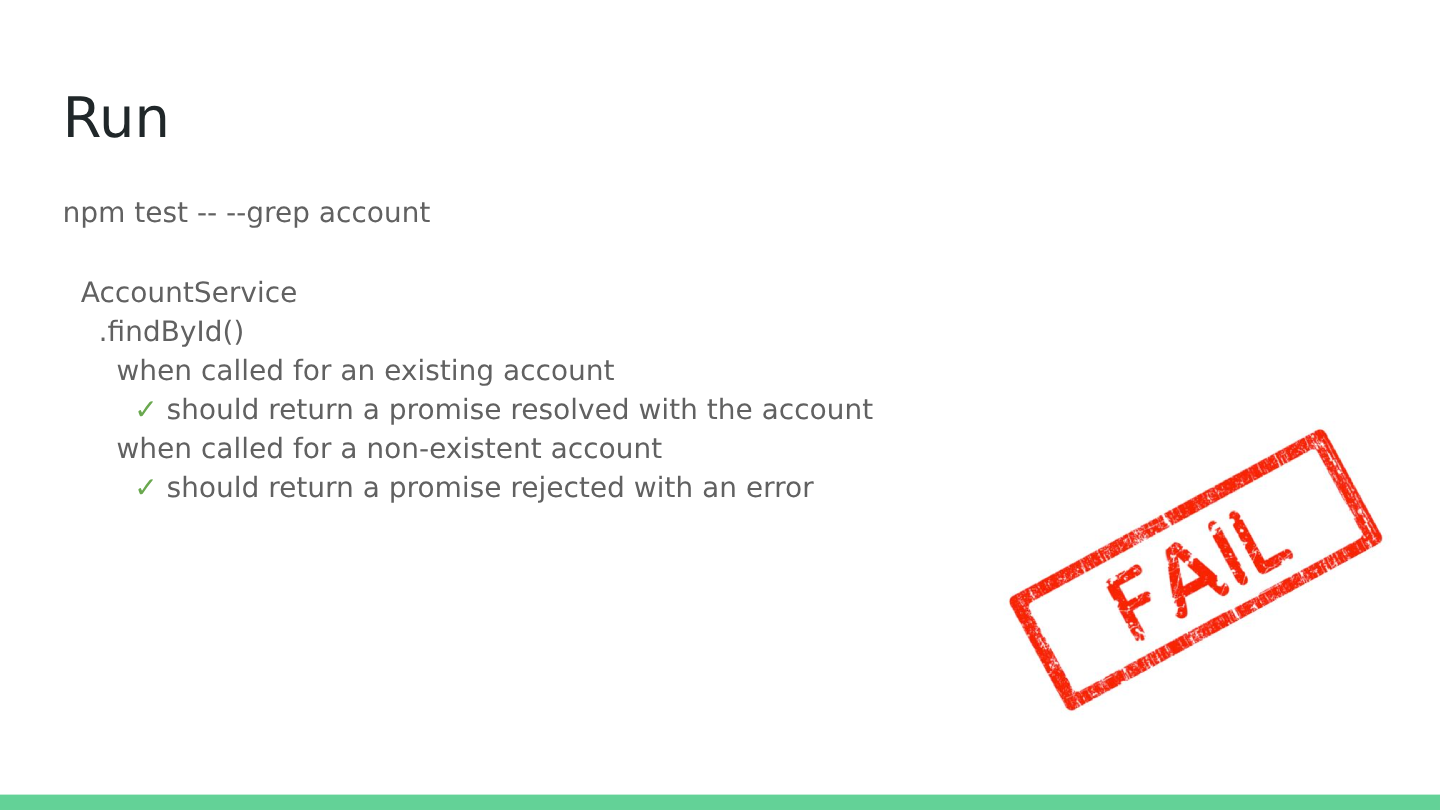 Run
npm test -- --grep account
AccountService
.findById()
when called for an existing account
✓ should return a promise resolved with the account
when called for a non-existent account
✓ should return a promise rejected with an error
FAIL